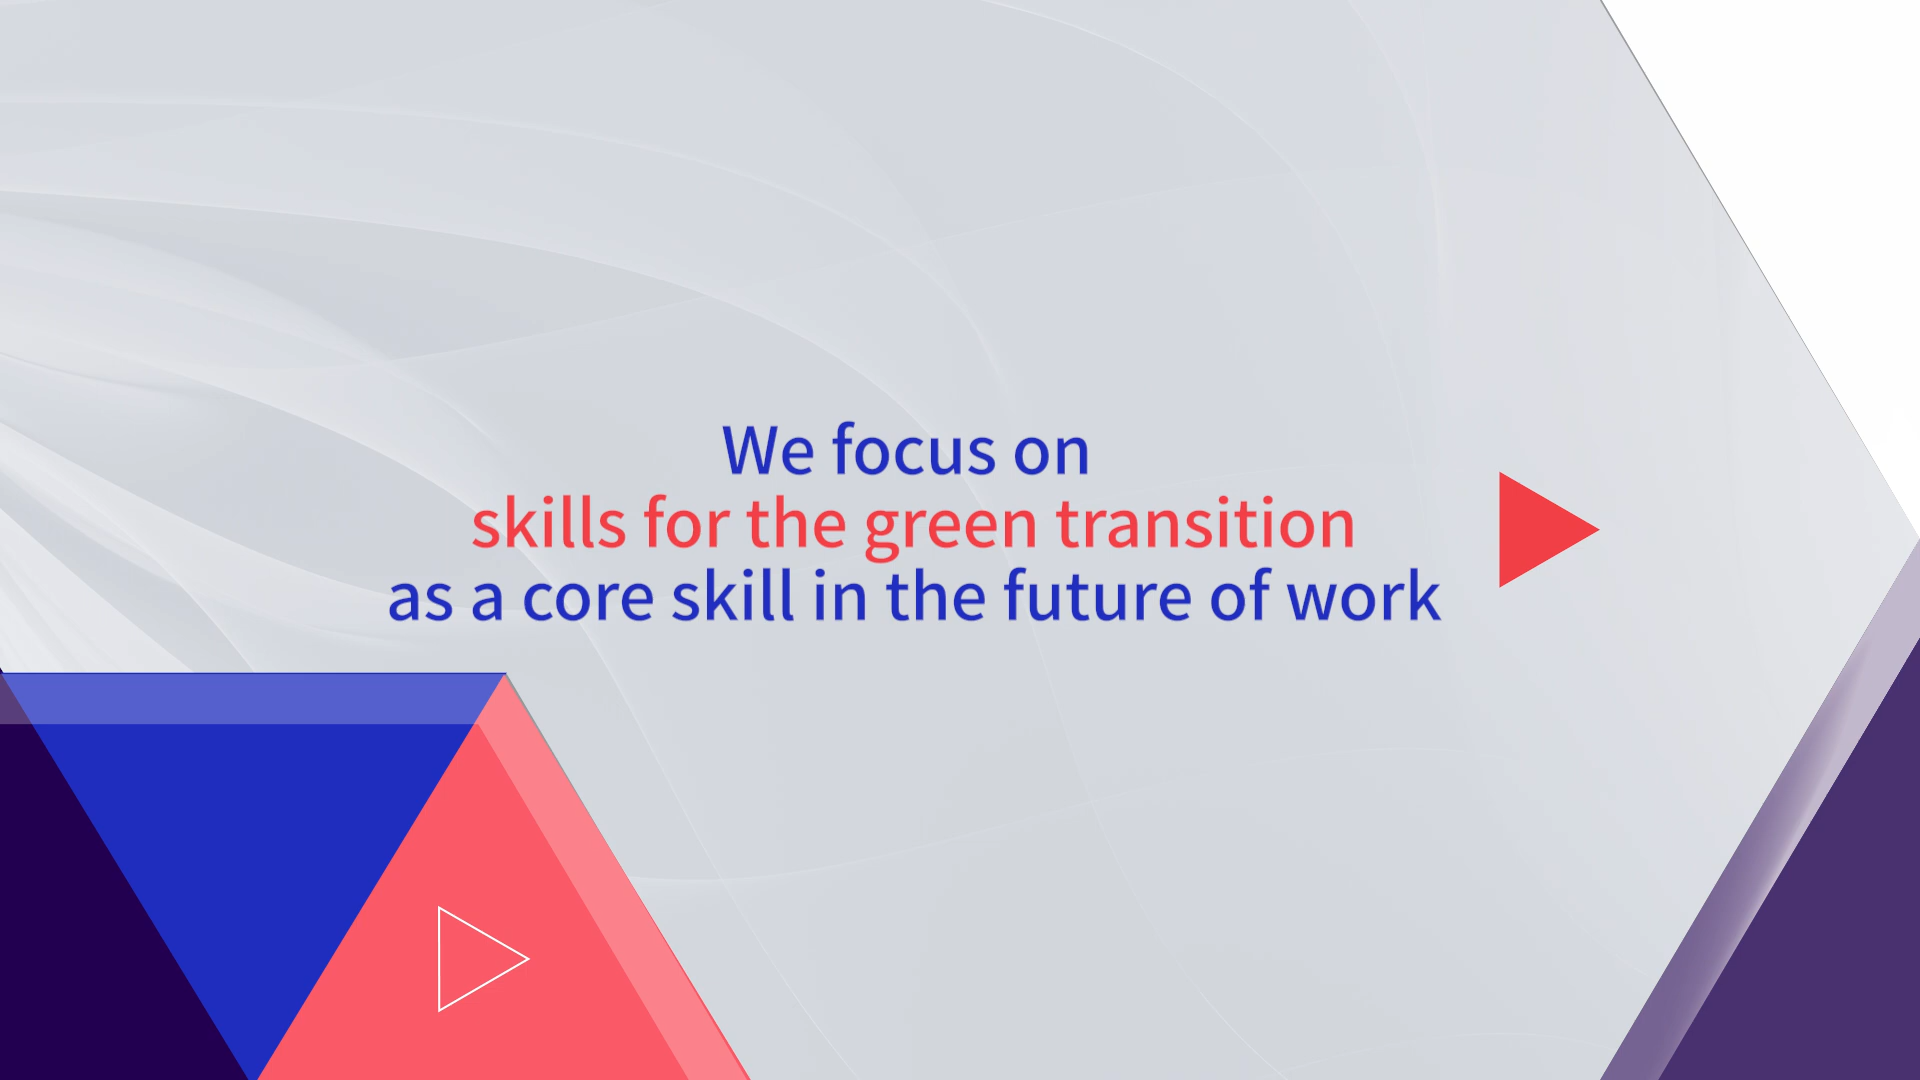 We focus on
skills for the green transition
as a core skill in the future of work